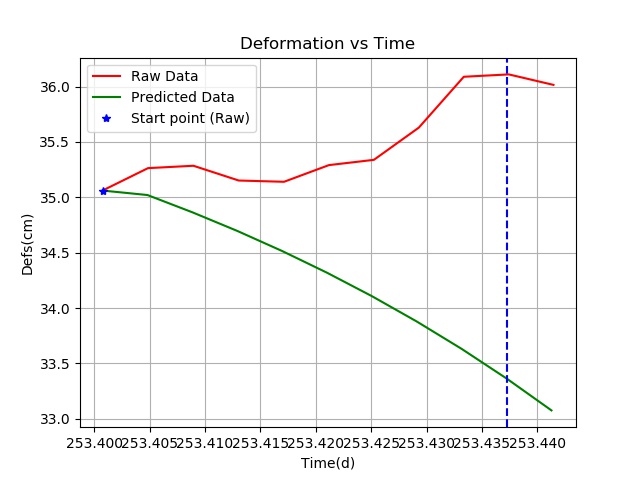 Deformation vs Time
Raw Data
Predicted Data
Start point (Raw)
36.0
35.5
35.0
34.5
34.0
33.5
33.0
Defs(cm)
253.400 253.405 253.410 253.415 253.420 253.425 253.430 253.435 253.440
Time(d)